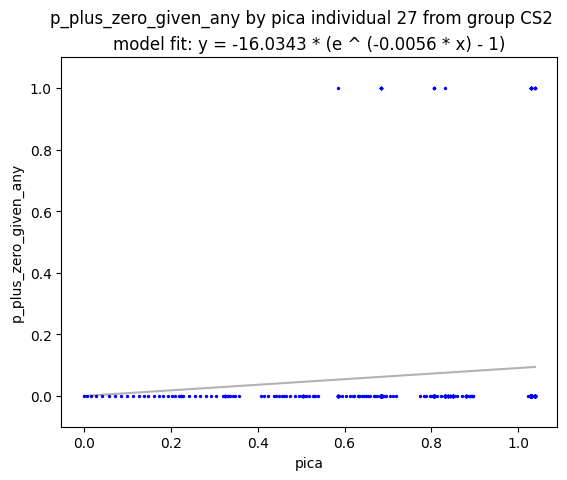 p_plus_zero_given_any by pica individual 27 from group CS2
model fit: y = -16.0343 * (e ^ (-0.0056 * x) - 1)
1.0
0.8
0.6
0.4
0.2
0.0
p_plus_zero_given_any
0.0 0.2 0.4 0.6 0.8 1.0
pica